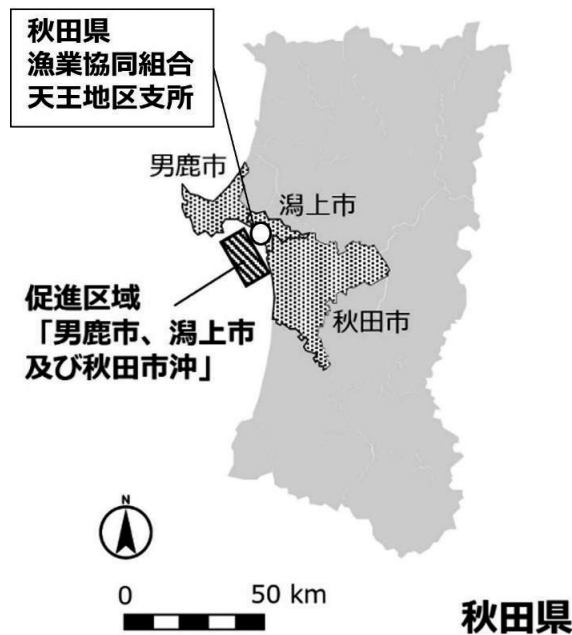 秋田県
漁業協同組合
天王地区支所
男鹿市
潟上市
促進区域
「男鹿市、潟上市
及び秋田市沖」
秋田市
N
0 50 km
秋田県